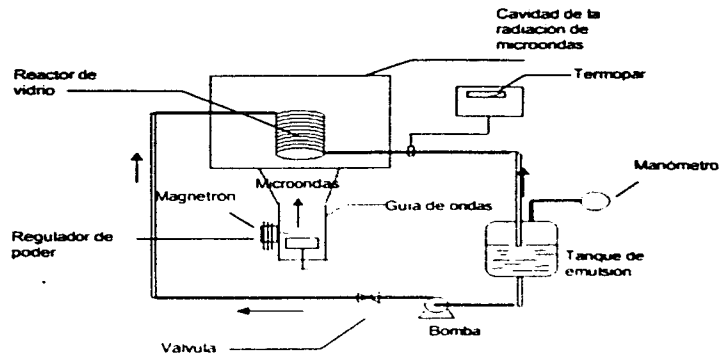 Cavidad de la
radiación de
microondas
Termopar
Reactor de
vidrio
Manómetro
Microondas
Magnetron
Guia de ondas
Regulador de
poder
Tanque de
emulsión
Bomba
Valvula